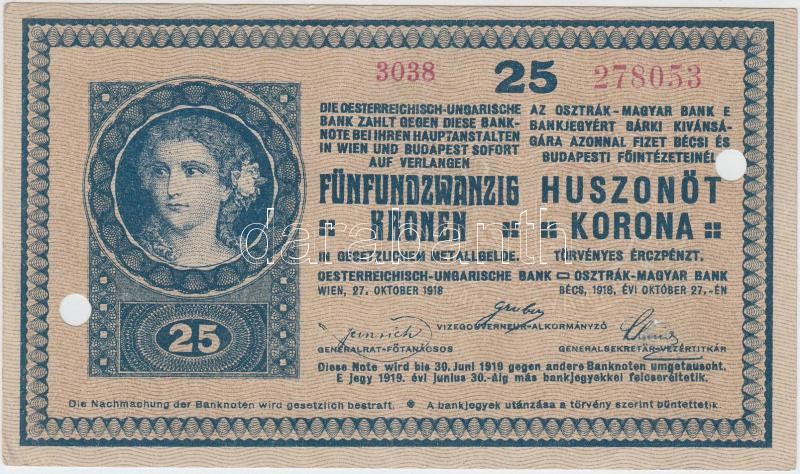 3038 25 278053
DIE OESTERREICHISCH-UNGARISCHE
BANK ZAHLT GEGEN DIESE BANK-
NOTE BEI IHREN HAUPTANSTALTEN
IN WIEN UND BUDAPEST SOFORT
AUF VERLANGEN
FÜNFUNDZWANZIG
KRONEN
IN GESETZLICHEM METALLGELDE.
AZ OSZTRÁK-MAGYAR BANK E
BANKJEGYÉRT BÁRKI KIVÁNSÁ-
GÁRA AZONNAL FIZET BÉCSI ÉS
BUDAPESTI FŐINTÉZETEINÉL
HUSZONÖT
KORONA
TÖRVÉNYES ÉRCZPÉNZT.
OESTERREICHISCH-UNGARISCHE BANK OSZTRÁK-MAGYAR BANK
WIEN, 27. OKTOBER 1918 BÉCS, 1918. ÉVI OKTOBER 27.-ÉN
Gruber
VIZEGOUVERNEUR-ALKORMÁNYZÓ
GENERALRAT-FŐTANÁCSOS GENERALSEKRETÄR-VEZÉRTITKÁR
25
Diese Note wird bis 30. Juni 1919 gegen andere Banknoten umgetauscht.
E jegy 1919. évi junius 30.-áig más bankjegyekkel felcseréltetik.
Die Nachmachung der Banknoten wird gesetzlich bestraft. ※ A bankjegyek utánzása a törvény szerint büntettetik.
darabanth